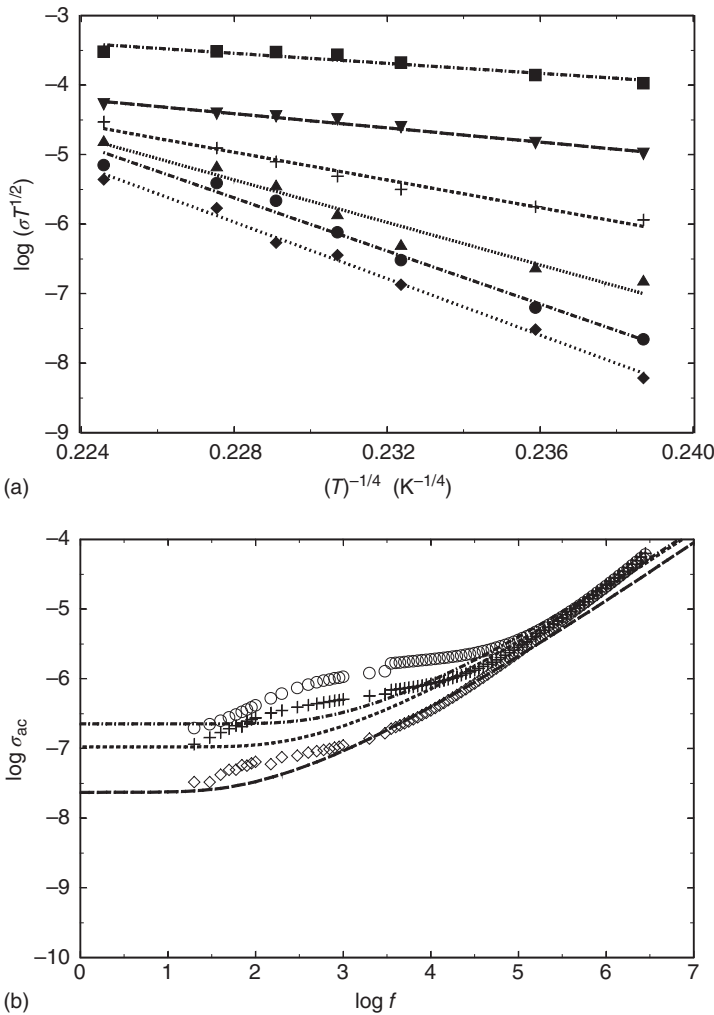 −3
−4
−5
−6
−7
−8
−9
log (σT^{1/2})
0.224 0.228 0.232 0.236 0.240
(a)
(T)^{−1/4} (K^{−1/4})
−4
−5
−6
−7
−8
−9
−10
log σ_{ac}
0 1 2 3 4 5 6 7
(b)
log f